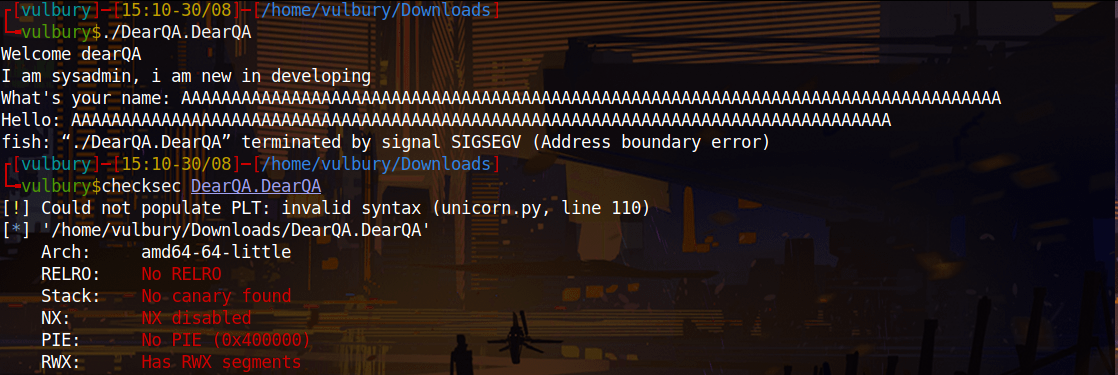 ┌─[vulbury]─[15:10-30/08]─[/home/vulbury/Downloads]
└─vulbury$./DearQA.DearQA
Welcome dearQA
I am sysadmin, i am new in developing
What's your name: AAAAAAAAAAAAAAAAAAAAAAAAAAAAAAAAAAAAAAAAAAAAAAAAAAAAAAAAAAAAAAAAAAAAAAAAAAAAAAAAAA
Hello: AAAAAAAAAAAAAAAAAAAAAAAAAAAAAAAAAAAAAAAAAAAAAAAAAAAAAAAAAAAAAAAAAAAAAAAAAAAAAAAAAA
fish: “./DearQA.DearQA” terminated by signal SIGSEGV (Address boundary error)
┌─[vulbury]─[15:10-30/08]─[/home/vulbury/Downloads]
└─vulbury$checksec DearQA.DearQA
[!] Could not populate PLT: invalid syntax (unicorn.py, line 110)
[*] '/home/vulbury/Downloads/DearQA.DearQA'
    Arch:     amd64-64-little
    RELRO:    No RELRO
    Stack:    No canary found
    NX:       NX disabled
    PIE:      No PIE (0x400000)
    RWX:      Has RWX segments